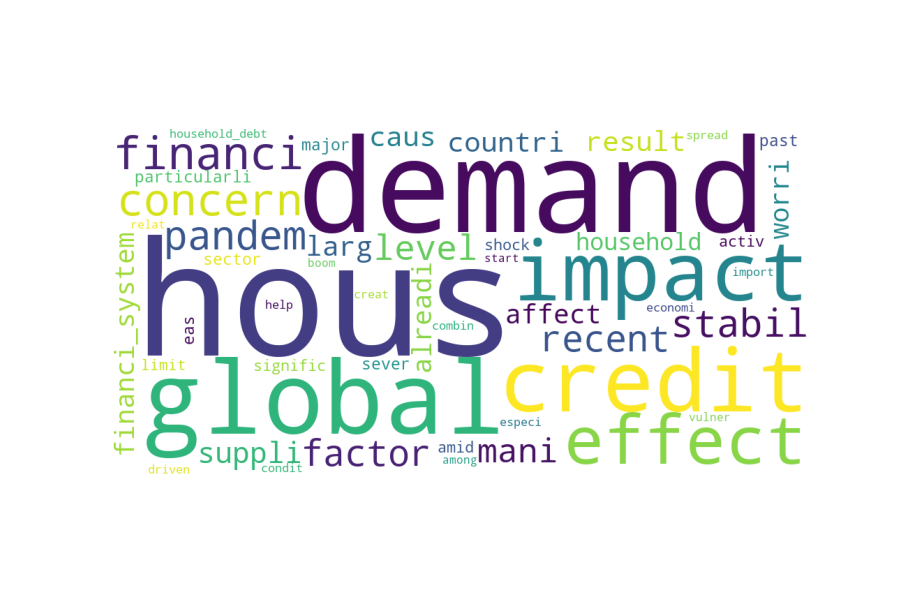 household_debt
financi
major
caus
countri
result
spread
past
demand
particularli
concern
worri
relat
pandem
larg
level
shock
household
activ
sector
boom
start
impact
import
financi_system
hous
alreadi
creat
help
eas
combin
affect
economi
recent
stabil
limit
signific
sever
credit
global
especi
vulner
effect
suppli
factor
amid
mani
among
condit
driven